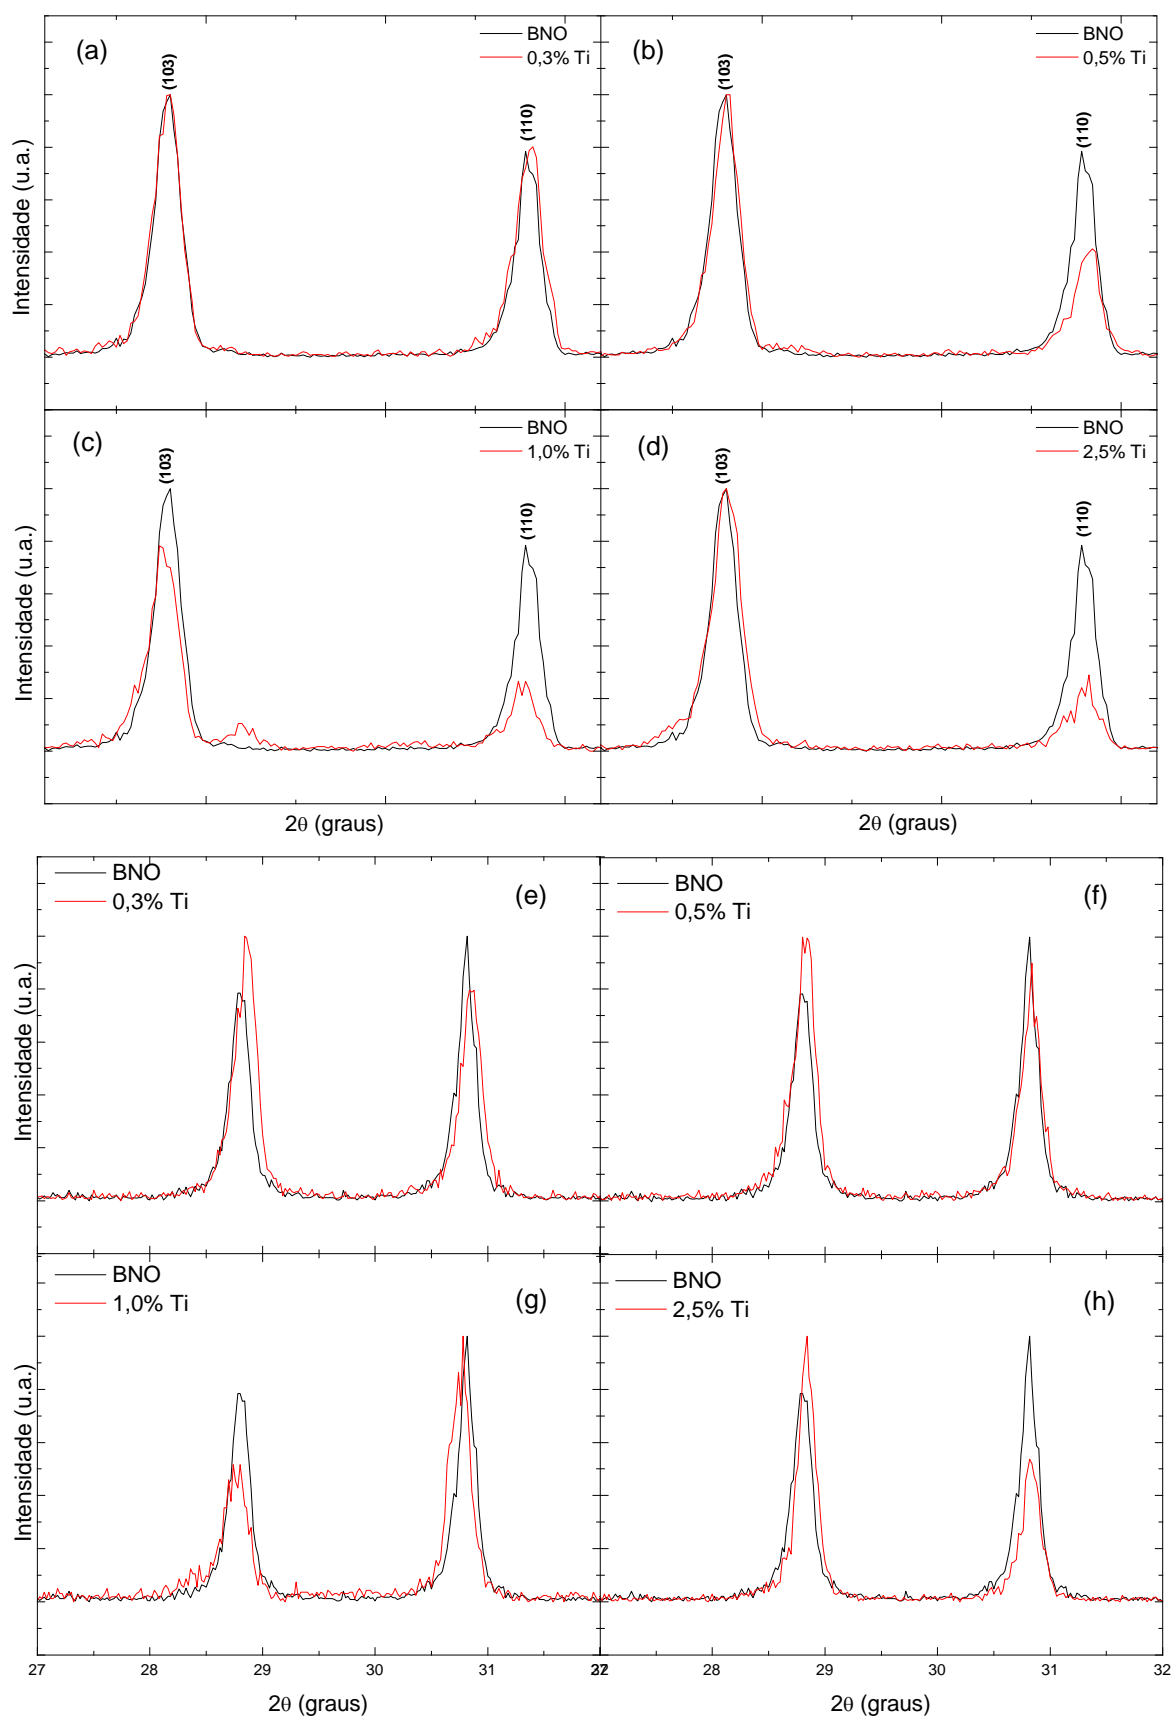 (a)
BNO
0,3% Ti
(103)
(110)
(b)
BNO
0,5% Ti
(103)
(110)
Intensidade (u.a.)
(c)
BNO
1,0% Ti
(103)
(110)
(d)
BNO
2,5% Ti
(103)
(110)
Intensidade (u.a.)
2θ (graus)
2θ (graus)
BNO
0,3% Ti
(e)
BNO
0,5% Ti
(f)
Intensidade (u.a.)
BNO
1,0% Ti
(g)
BNO
2,5% Ti
(h)
Intensidade (u.a.)
27 28 29 30 31 28 29 30 31 32
2θ (graus)
2θ (graus)